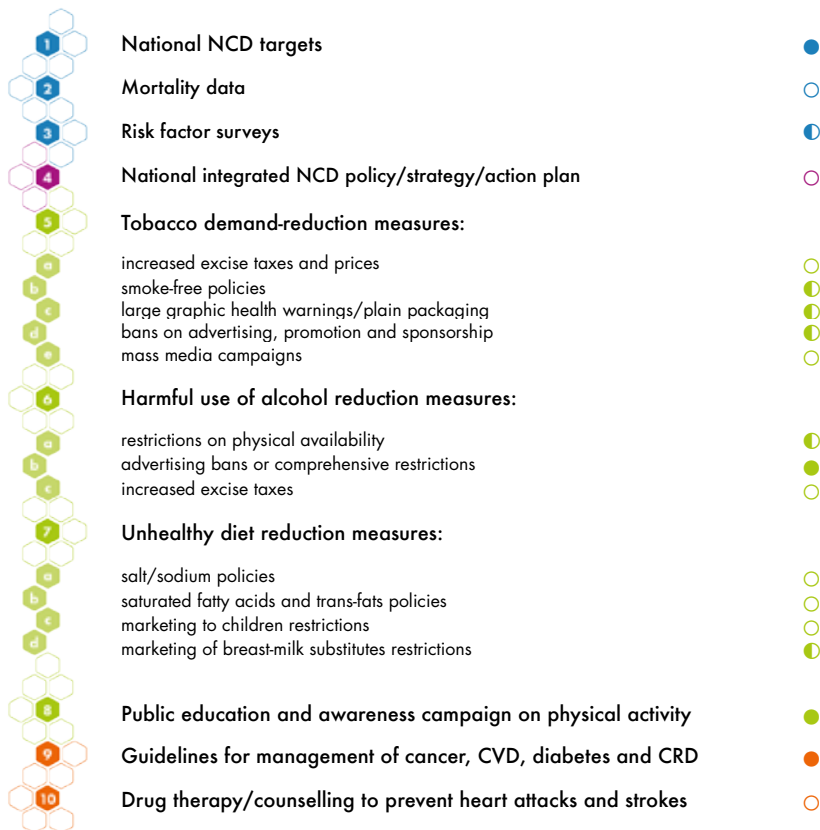 1 National NCD targets
2 Mortality data
3 Risk factor surveys
4 National integrated NCD policy/strategy/action plan
5 Tobacco demand-reduction measures:
a increased excise taxes and prices
b smoke-free policies
c large graphic health warnings/plain packaging
d bans on advertising, promotion and sponsorship
e mass media campaigns
6 Harmful use of alcohol reduction measures:
a restrictions on physical availability
b advertising bans or comprehensive restrictions
c increased excise taxes
7 Unhealthy diet reduction measures:
a salt/sodium policies
b saturated fatty acids and trans-fats policies
c marketing to children restrictions
d marketing of breast-milk substitutes restrictions
8 Public education and awareness campaign on physical activity
9 Guidelines for management of cancer, CVD, diabetes and CRD
10 Drug therapy/counselling to prevent heart attacks and strokes